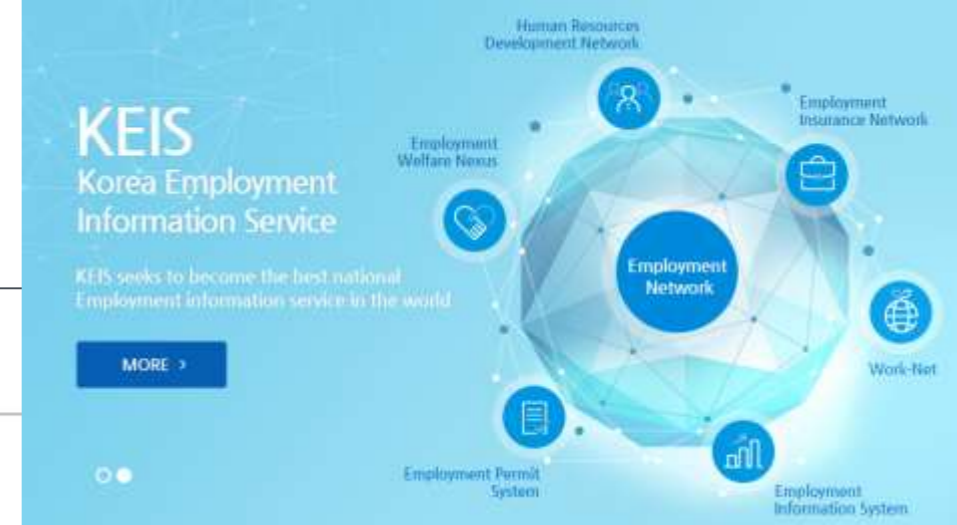 KEIS
Korea Employment
Information Service
KEIS seeks to become the best national
Employment information service in the world
MORE >
Human Resources
Development Network
Employment
Insurance Network
Employment
Welfare Nexus
Employment
Network
Work-Net
Employment Permit
System
Employment
Information System